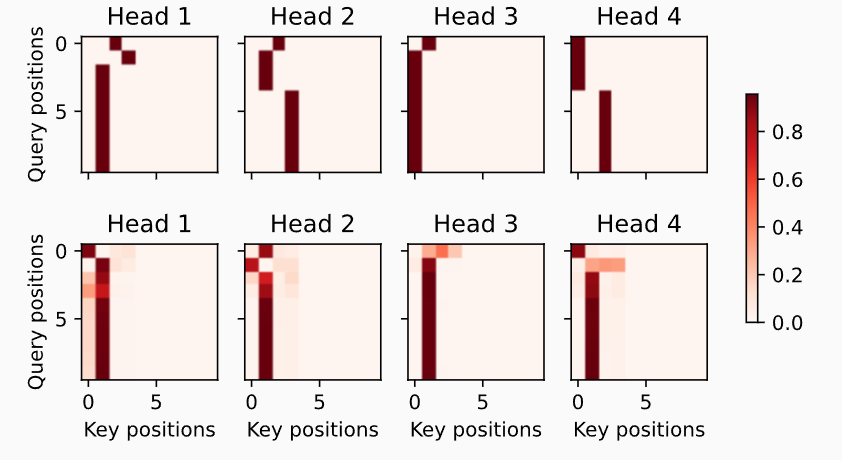 Head 1 Head 2 Head 3 Head 4
Query positions
0
5
Head 1 Head 2 Head 3 Head 4
Query positions
0
5
0 5 0 5 0 5 0 5
Key positions Key positions Key positions Key positions
0.8
0.6
0.4
0.2
0.0